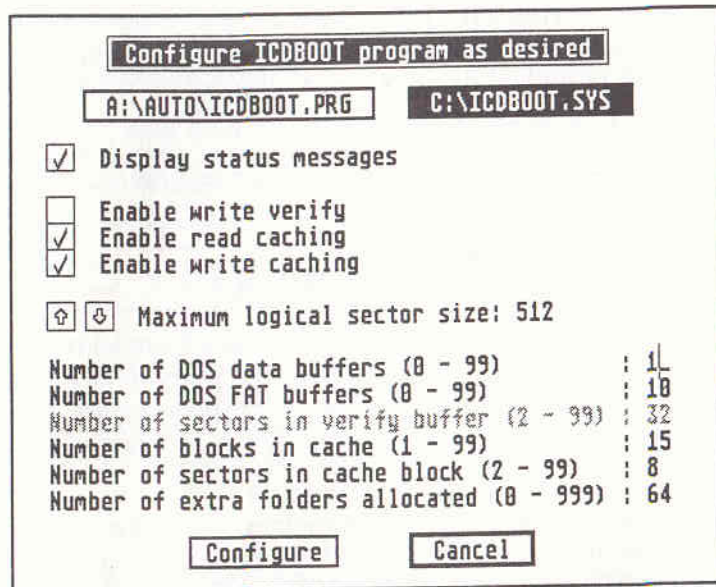 Configure ICDBOOT program as desired
A:\AUTO\ICDBOOT.PRG C:\ICDBOOT.SYS
Display status messages
Enable write verify
Enable read caching
Enable write caching
Maximum logical sector size: 512
Number of DOS data buffers (0 - 99) : 1
Number of DOS FAT buffers (0 - 99) : 10
Number of sectors in verify buffer (2 - 99) : 32
Number of blocks in cache (1 - 99) : 15
Number of sectors in cache block (2 - 99) : 8
Number of extra folders allocated (0 - 999) : 64
Configure Cancel